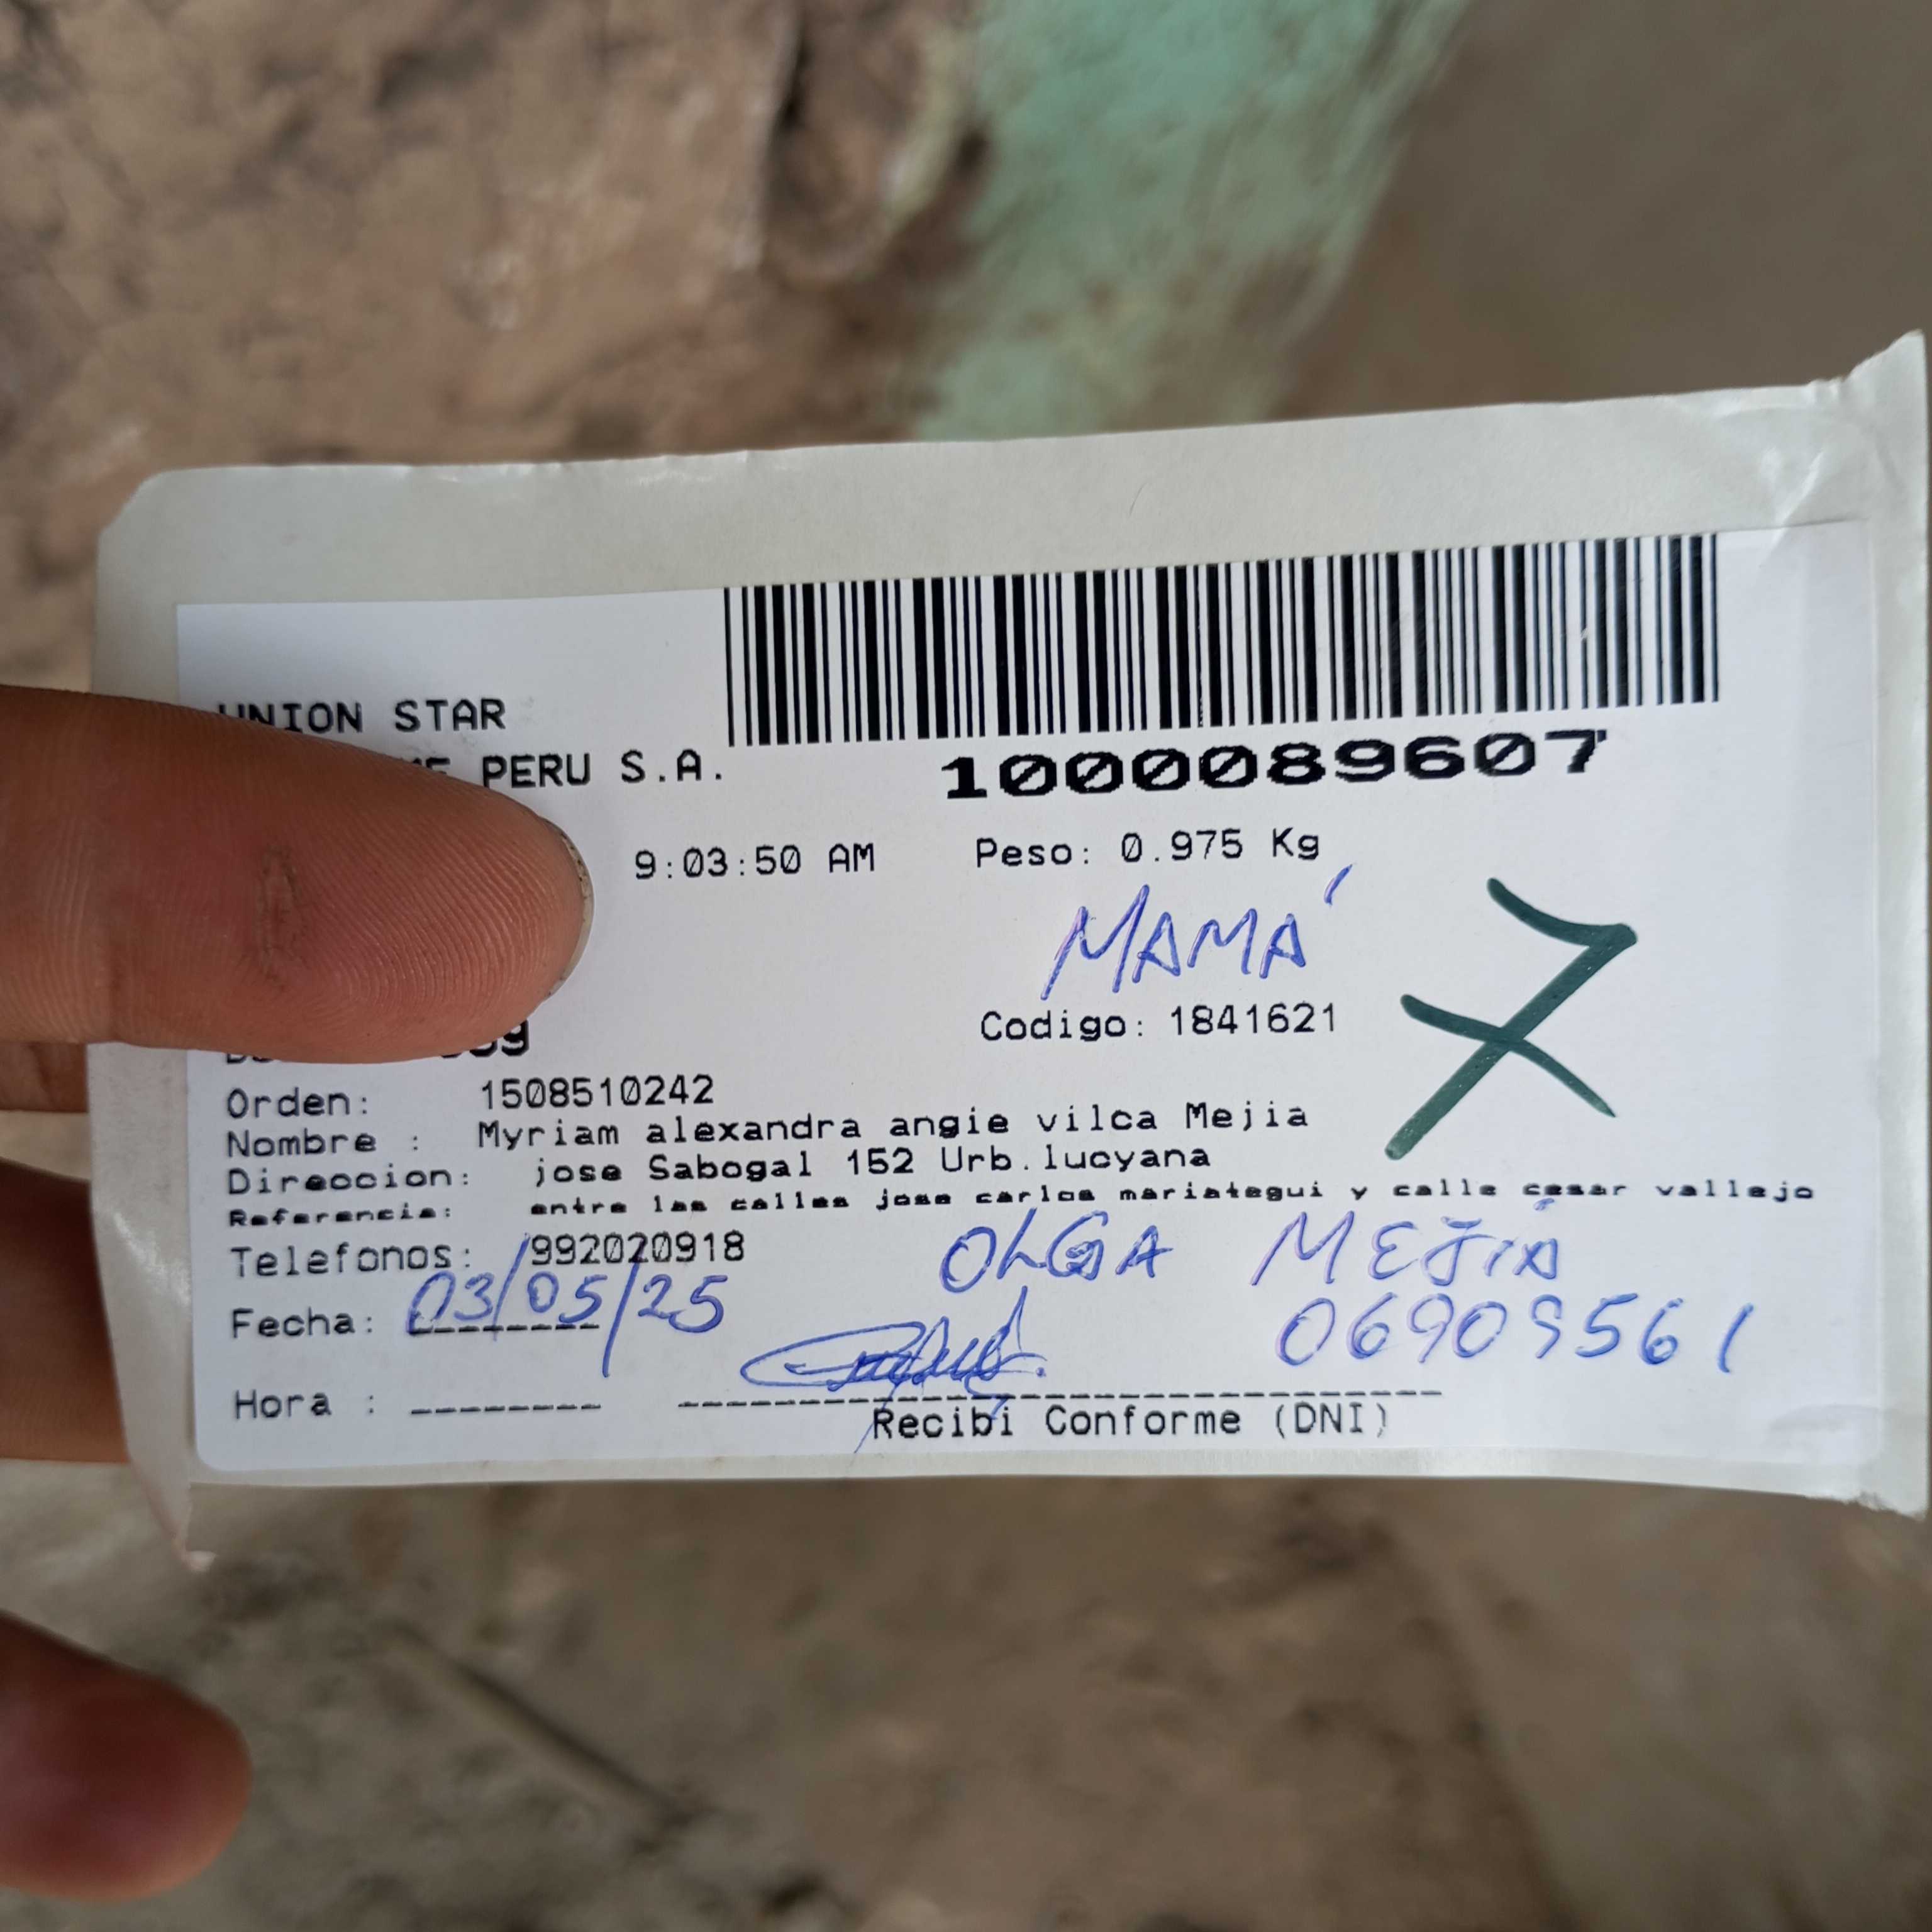 UNION STAR
PERU S.A.
1000089607
9:03:50 AM Peso: 0.975 Kg
MAMÁ
7
Codigo: 1841621
Orden: 1508510242
Nombre : Myriam alexandra angie vilca Mejia
Direccion: jose Sabogal 152 Urb.lucyana
Referencia: entre las calles jose carlos mariategui y calle cesar vallejo
Telefonos: 992020918 OLGA MEJÍA
Fecha: 03/05/25 06909561
Hora :
Recibi Conforme (DNI)